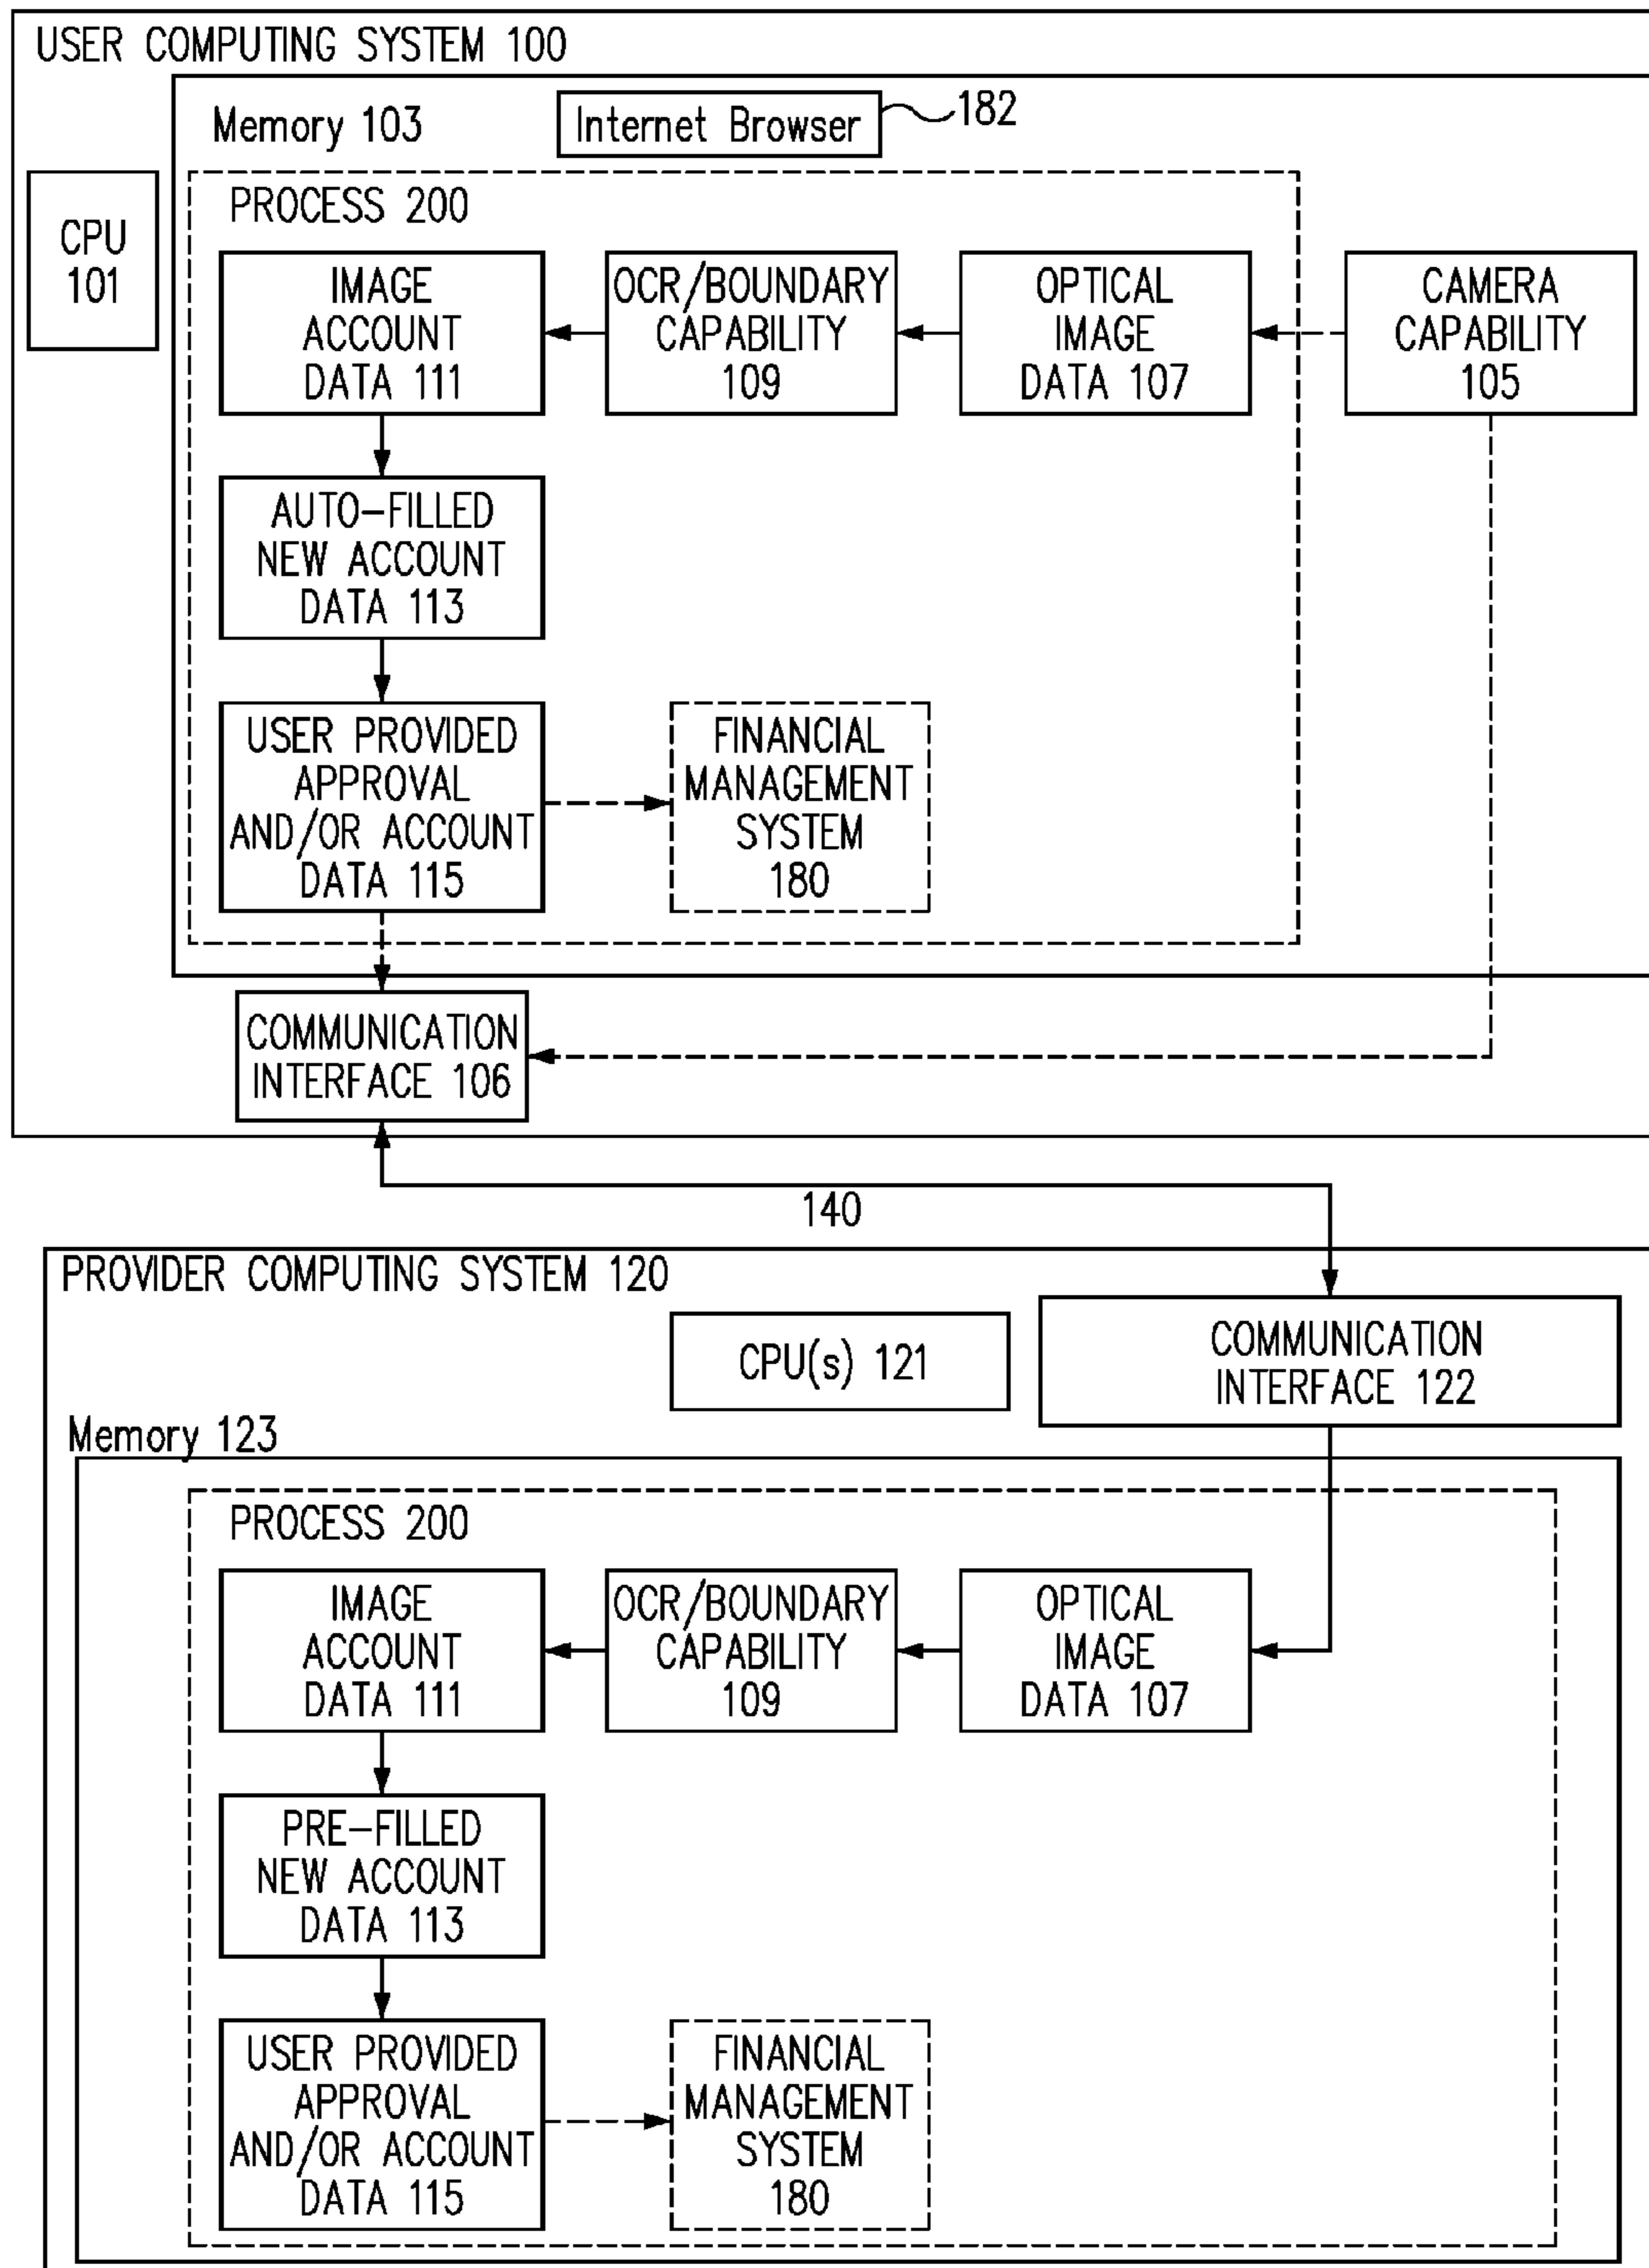 USER COMPUTING SYSTEM 100
Memory 103
Internet Browser
182
CPU
101
PROCESS 200
IMAGE
ACCOUNT
DATA 111
OCR/BOUNDARY
CAPABILITY
109
OPTICAL
IMAGE
DATA 107
CAMERA
CAPABILITY
105
AUTO-FILLED
NEW ACCOUNT
DATA 113
USER PROVIDED
APPROVAL
AND/OR ACCOUNT
DATA 115
FINANCIAL
MANAGEMENT
SYSTEM
180
COMMUNICATION
INTERFACE 106
140
PROVIDER COMPUTING SYSTEM 120
CPU(s) 121
COMMUNICATION
INTERFACE 122
Memory 123
PROCESS 200
IMAGE
ACCOUNT
DATA 111
OCR/BOUNDARY
CAPABILITY
109
OPTICAL
IMAGE
DATA 107
PRE-FILLED
NEW ACCOUNT
DATA 113
USER PROVIDED
APPROVAL
AND/OR ACCOUNT
DATA 115
FINANCIAL
MANAGEMENT
SYSTEM
180